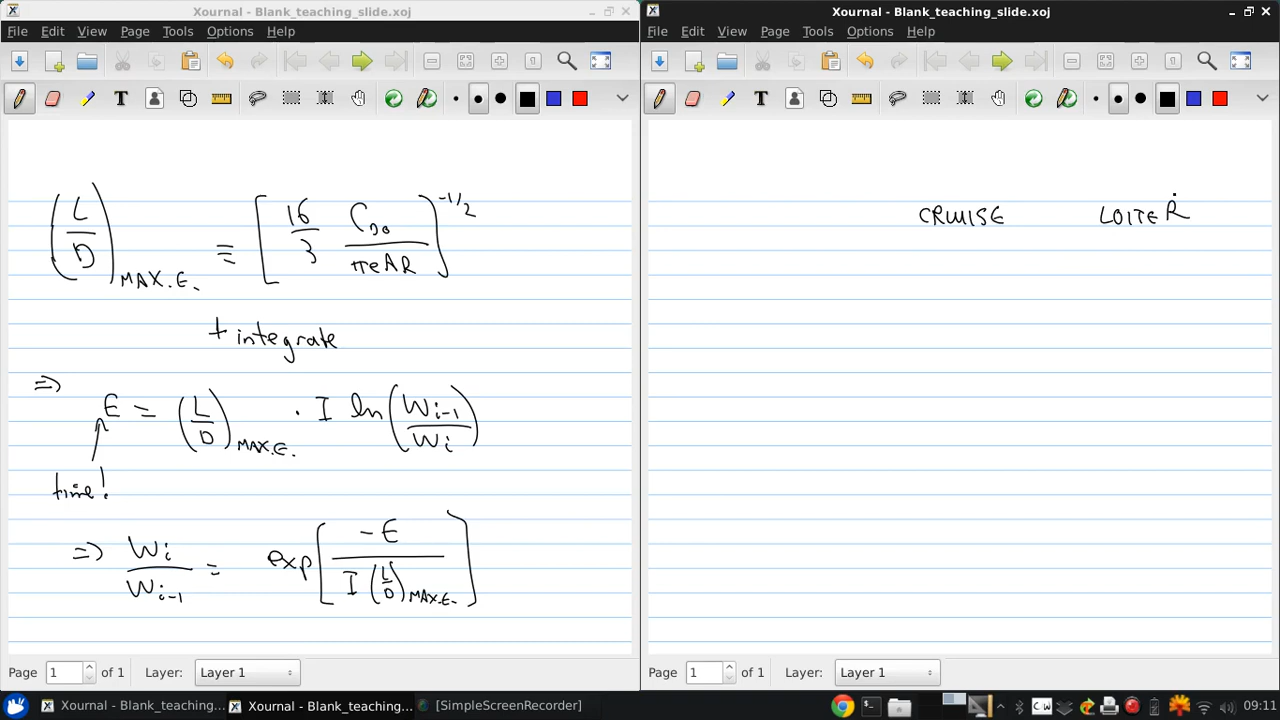 Xournal - Blank_teaching_slide.xoj
File Edit View Page Tools Options Help
(L/D)MAX.E. = [16/3 CD0/πeAR]^-1/2
+ integrate
⇒ E = (L/D)MAX.E. · I ln(Wi-1/Wi)
time!
⇒ Wi/Wi-1 = exp[-E/I(L/D)MAX.E.]
Page 1 of 1 Layer: Layer 1
Xournal - Blank_teaching_slide.xoj
File Edit View Page Tools Options Help
CRUISE LOITER
Page 1 of 1 Layer: Layer 1
Xournal - Blank_teaching... Xournal - Blank_teaching... [SimpleScreenRecorder] 09:11